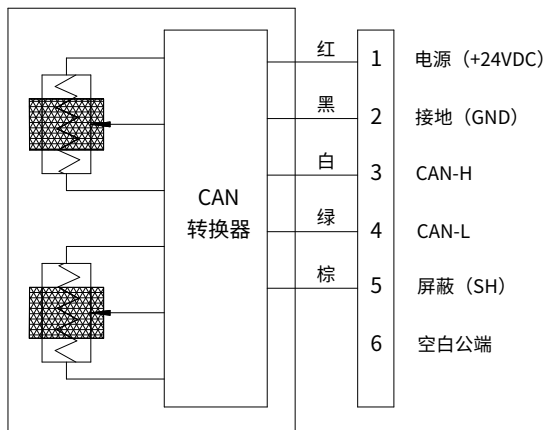 红 1 电源（+24VDC）
黑 2 接地（GND）
白 3 CAN-H
CAN
转换器
绿 4 CAN-L
棕 5 屏蔽（SH）
6 空白公端